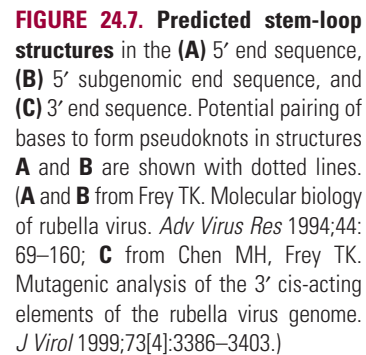 FIGURE 24.7. Predicted stem-loop
structures in the (A) 5′ end sequence,
(B) 5′ subgenomic end sequence, and
(C) 3′ end sequence. Potential pairing of
bases to form pseudoknots in structures
A and B are shown with dotted lines.
(A and B from Frey TK. Molecular biology
of rubella virus. Adv Virus Res 1994;44:
69–160; C from Chen MH, Frey TK.
Mutagenic analysis of the 3′ cis-acting
elements of the rubella virus genome.
J Virol 1999;73[4]:3386–3403.)